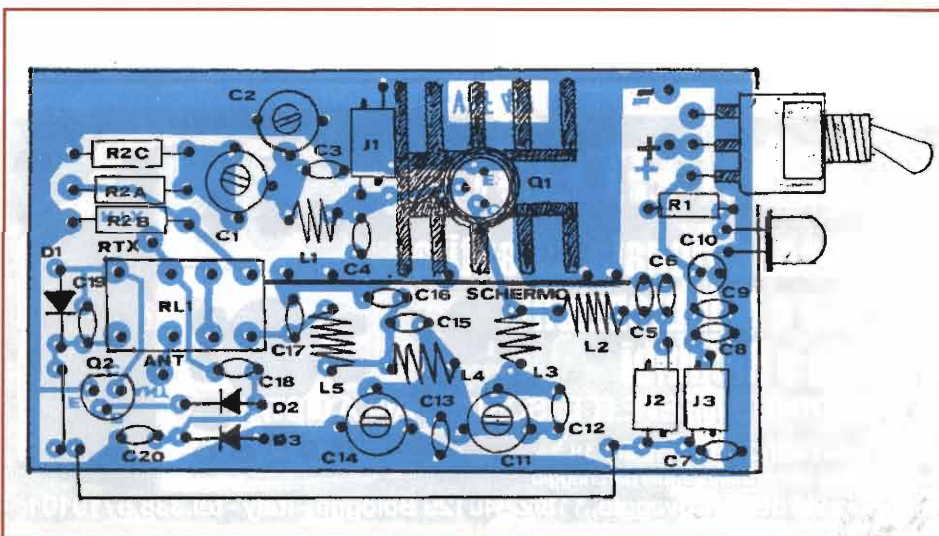 C2
C3
J1
Q1
R2C
R2A
R2B
C1
L1
C4
R1
C10
RTX
D1
C19
RL1
C16
SCHERMO
C6
C9
C15
L2
C5
C8
C17
L5
L4
L3
Q2
ANT
C18
D2
J2
J3
C13
C12
D3
C20
C14
C11
C7
- + +
E
E